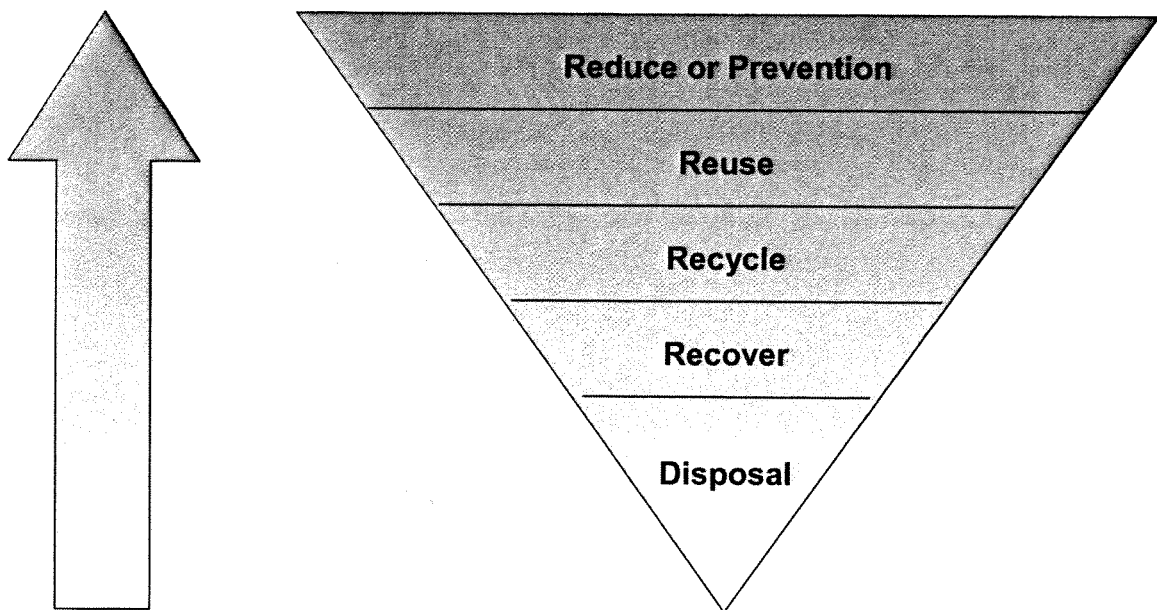 Reduce or Prevention
Reuse
Recycle
Recover
Disposal